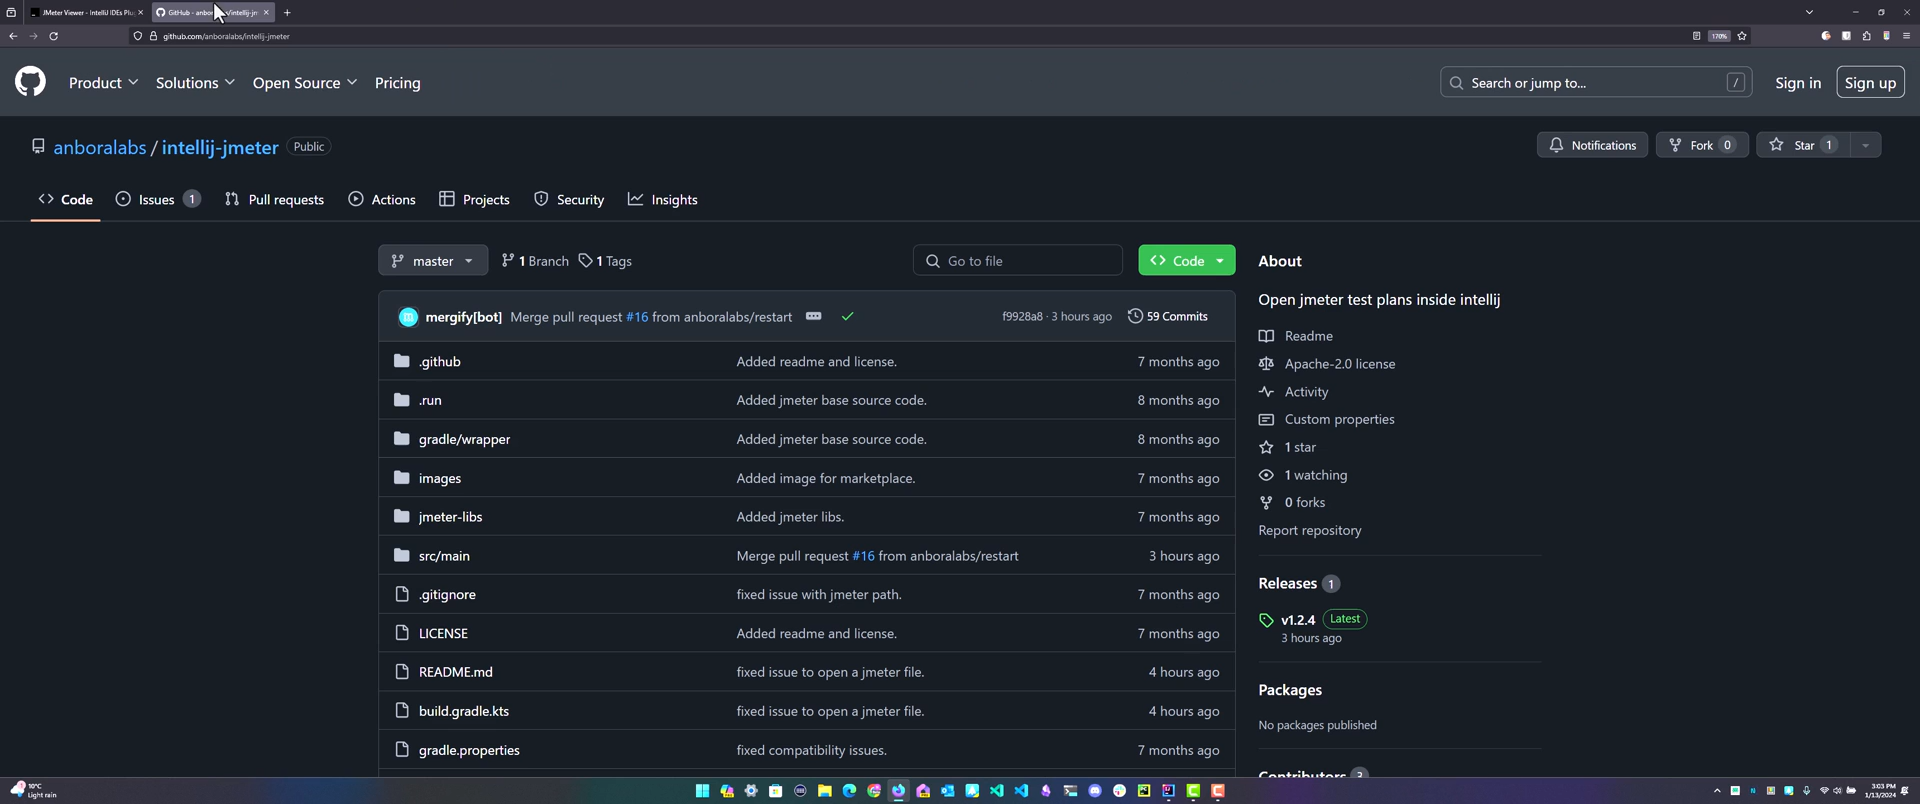 JMeter Viewer - IntelliJ IDEs Plu
GitHub - anbor
s/intellij-jm
github.com/anboralabs/intellij-jmeter
170%
Product
Solutions
Open Source
Pricing
Search or jump to...
/
Sign in
Sign up
anboralabs / intellij-jmeter
Public
Notifications
Fork 0
Star 1
Code
Issues 1
Pull requests
Actions
Projects
Security
Insights
master
1 Branch
1 Tags
Go to file
Code
mergify[bot] Merge pull request #16 from anboralabs/restart
f9928a8 · 3 hours ago
59 Commits
.github Added readme and license. 7 months ago
.run Added jmeter base source code. 8 months ago
gradle/wrapper Added jmeter base source code. 8 months ago
images Added image for marketplace. 7 months ago
jmeter-libs Added jmeter libs. 7 months ago
src/main Merge pull request #16 from anboralabs/restart 3 hours ago
.gitignore fixed issue with jmeter path. 7 months ago
LICENSE Added readme and license. 7 months ago
README.md fixed issue to open a jmeter file. 4 hours ago
build.gradle.kts fixed issue to open a jmeter file. 4 hours ago
gradle.properties fixed compatibility issues. 7 months ago
About
Open jmeter test plans inside intellij
Readme
Apache-2.0 license
Activity
Custom properties
1 star
1 watching
0 forks
Report repository
Releases 1
v1.2.4 Latest
3 hours ago
Packages
No packages published
Contributors 3
10°C
Light rain
3:03 PM
1/13/2024